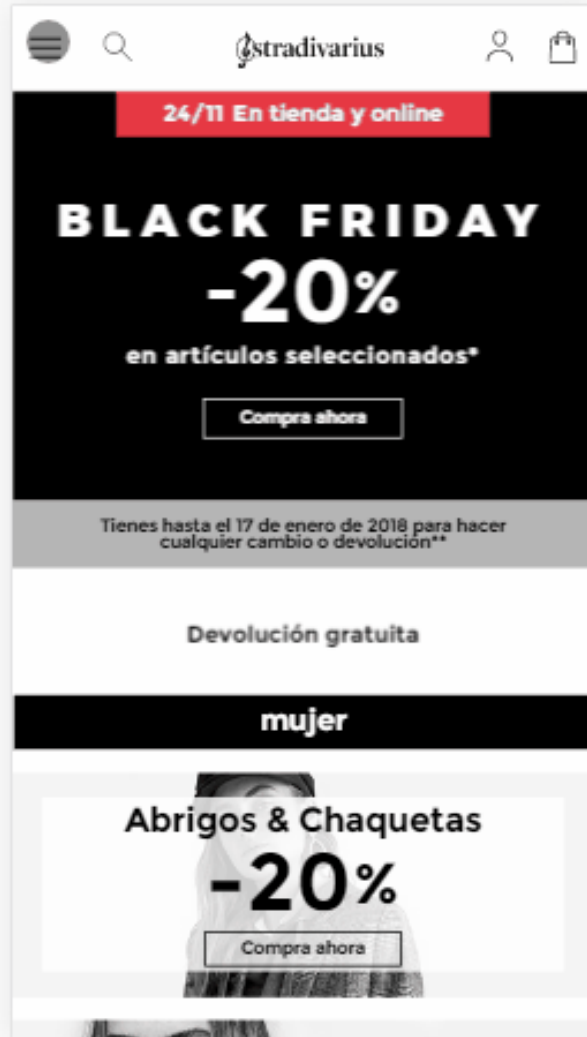 stradivarius
24/11 En tienda y online
BLACK FRIDAY
-20%
en artículos seleccionados*
Compra ahora
Tienes hasta el 17 de enero de 2018 para hacer
cualquier cambio o devolución**
Devolución gratuita
mujer
Abrigos & Chaquetas
-20%
Compra ahora